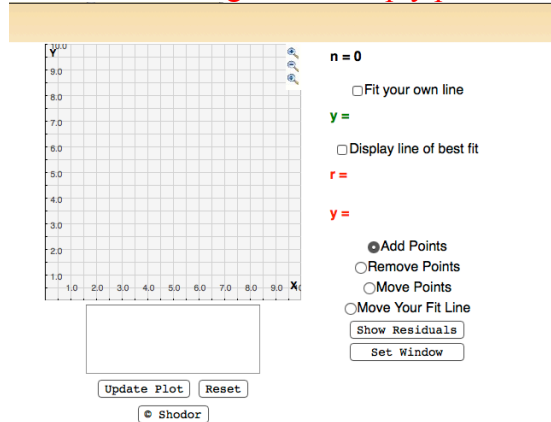 Y
10.0
9.0
8.0
7.0
6.0
5.0
4.0
3.0
2.0
1.0
1.0 2.0 3.0 4.0 5.0 6.0 7.0 8.0 9.0 X
Update Plot Reset
© Shodor
n = 0
Fit your own line
y =
Display line of best fit
r =
y =
Add Points
Remove Points
Move Points
Move Your Fit Line
Show Residuals
Set Window